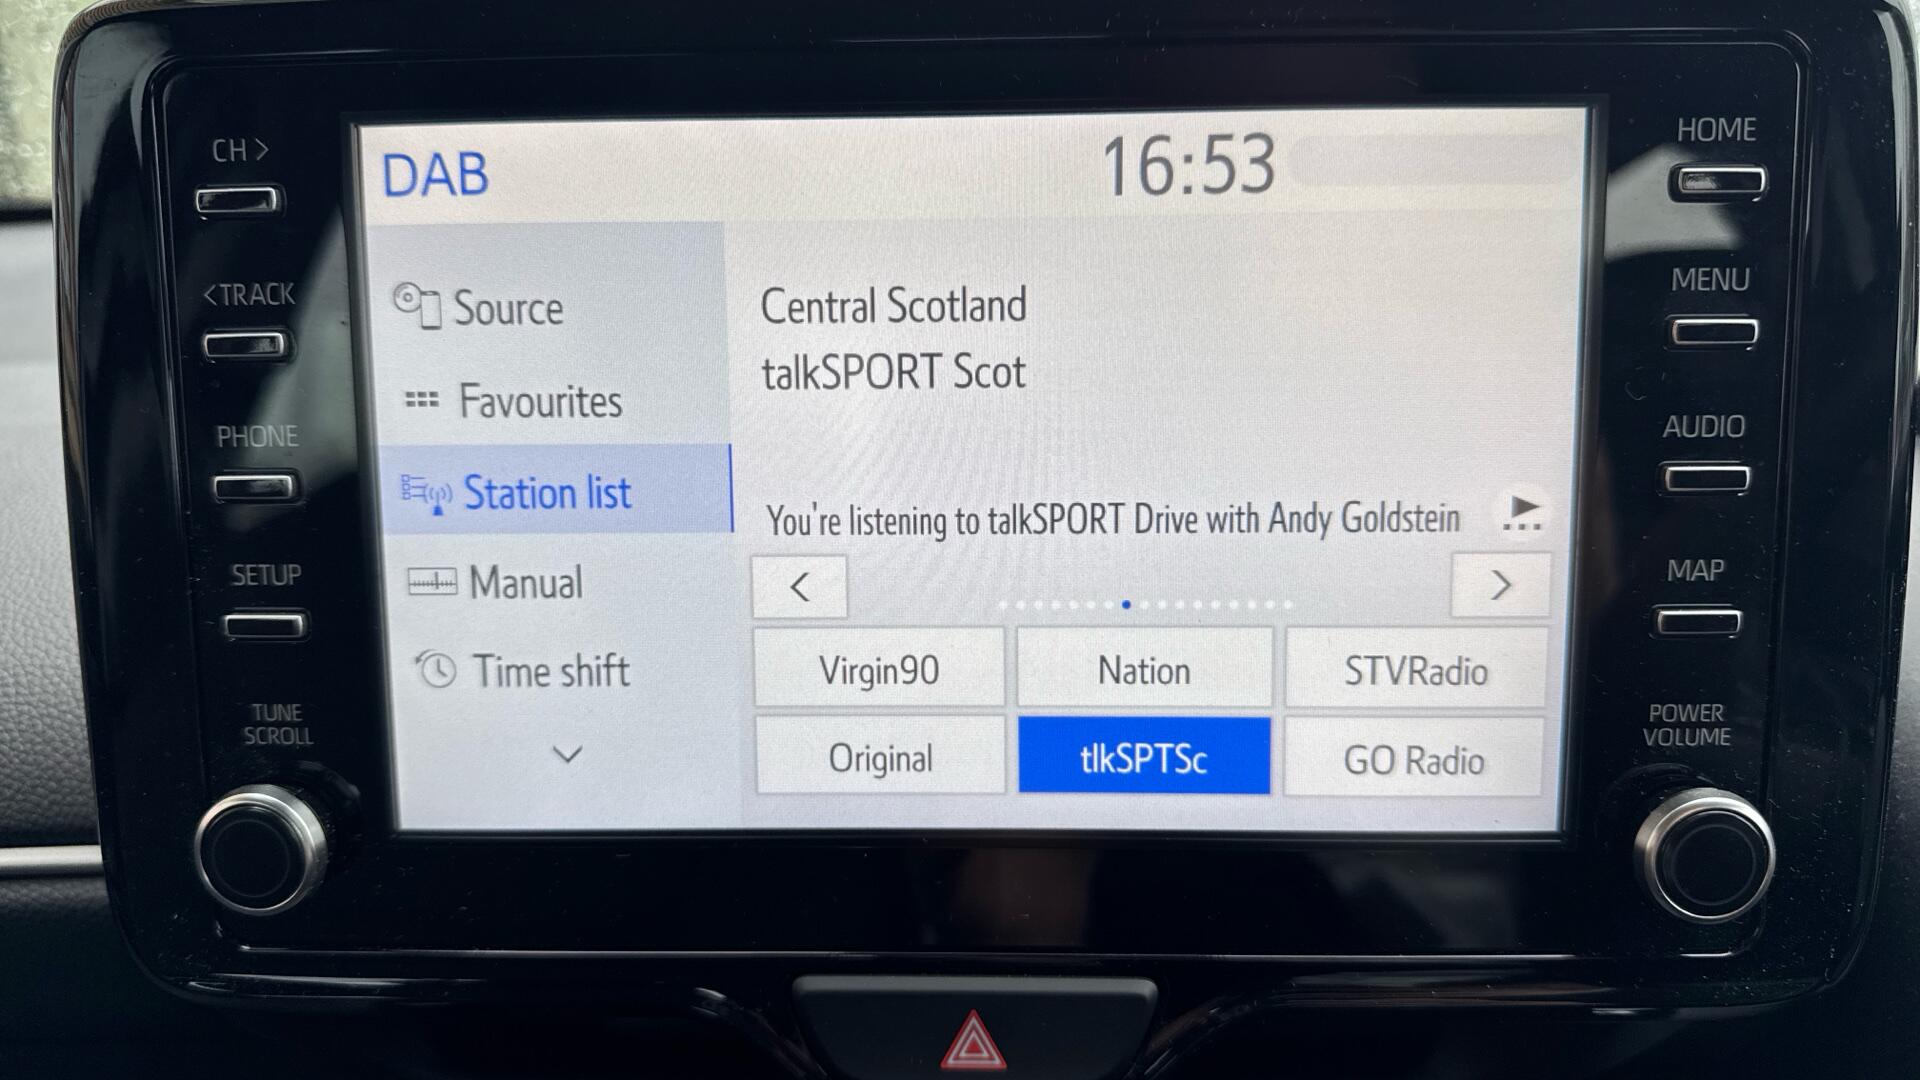 CH >
<TRACK
PHONE
SETUP
TUNE
SCROLL
DAB
16:53
Source
Favourites
Station list
Manual
Time shift
Central Scotland
talkSPORT Scot
You're listening to talkSPORT Drive with Andy Goldstein
Virgin90
Nation
STVRadio
Original
tlkSPTSc
GO Radio
HOME
MENU
AUDIO
MAP
POWER
VOLUME